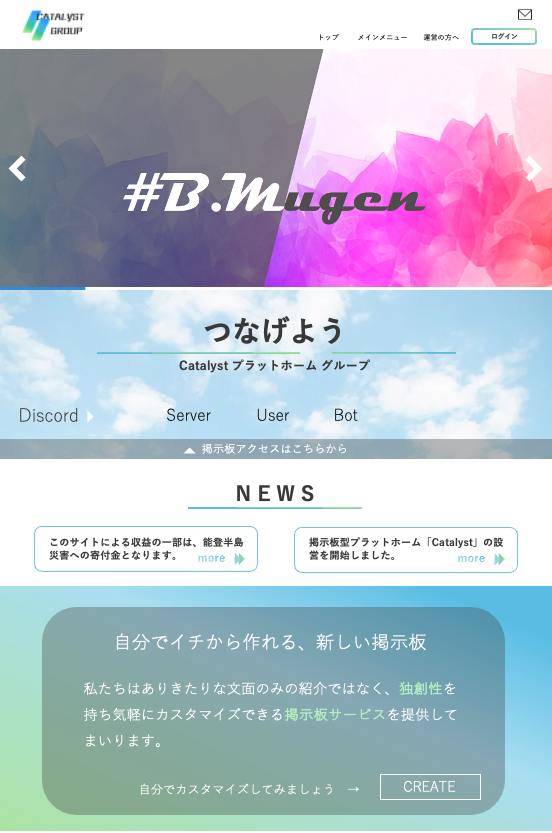 CATALYST
GROUP
トップ メインメニュー 運営の方へ ログイン
#B.Mugen
つなげよう
Catalyst プラットホーム グループ
Discord Server User Bot
掲示板アクセスはこちらから
NEWS
このサイトによる収益の一部は、能登半島
災害への寄付金となります。
more
掲示板型プラットホーム「Catalyst」の設
営を開始しました。
more
自分でイチから作れる、新しい掲示板
私たちはありきたりな文面のみの紹介ではなく、独創性を
持ち気軽にカスタマイズできる掲示板サービスを提供して
まいります。
自分でカスタマイズしてみましょう → CREATE